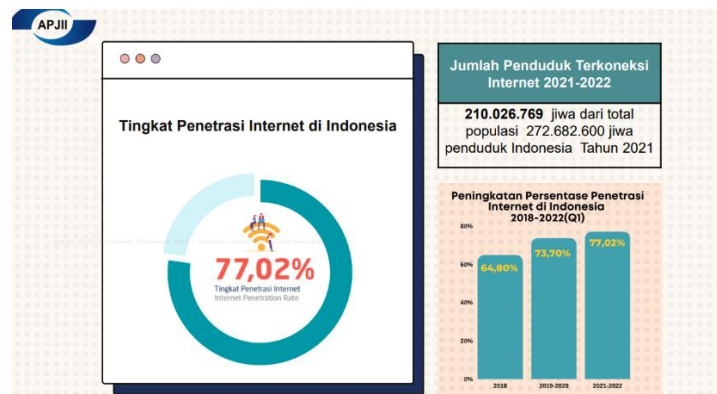 APJII
Tingkat Penetrasi Internet di Indonesia
77,02%
Tingkat Penetrasi Internet
Internet Penetration Rate
Jumlah Penduduk Terkoneksi
Internet 2021-2022
210.026.769 jiwa dari total
populasi 272.682.600 jiwa
penduduk Indonesia Tahun 2021
Peningkatan Persentase Penetrasi
Internet di Indonesia
2018-2022(Q1)
80%
60%
40%
20%
0%
64,80%
73,70%
77,02%
2018
2019-2020
2021-2022